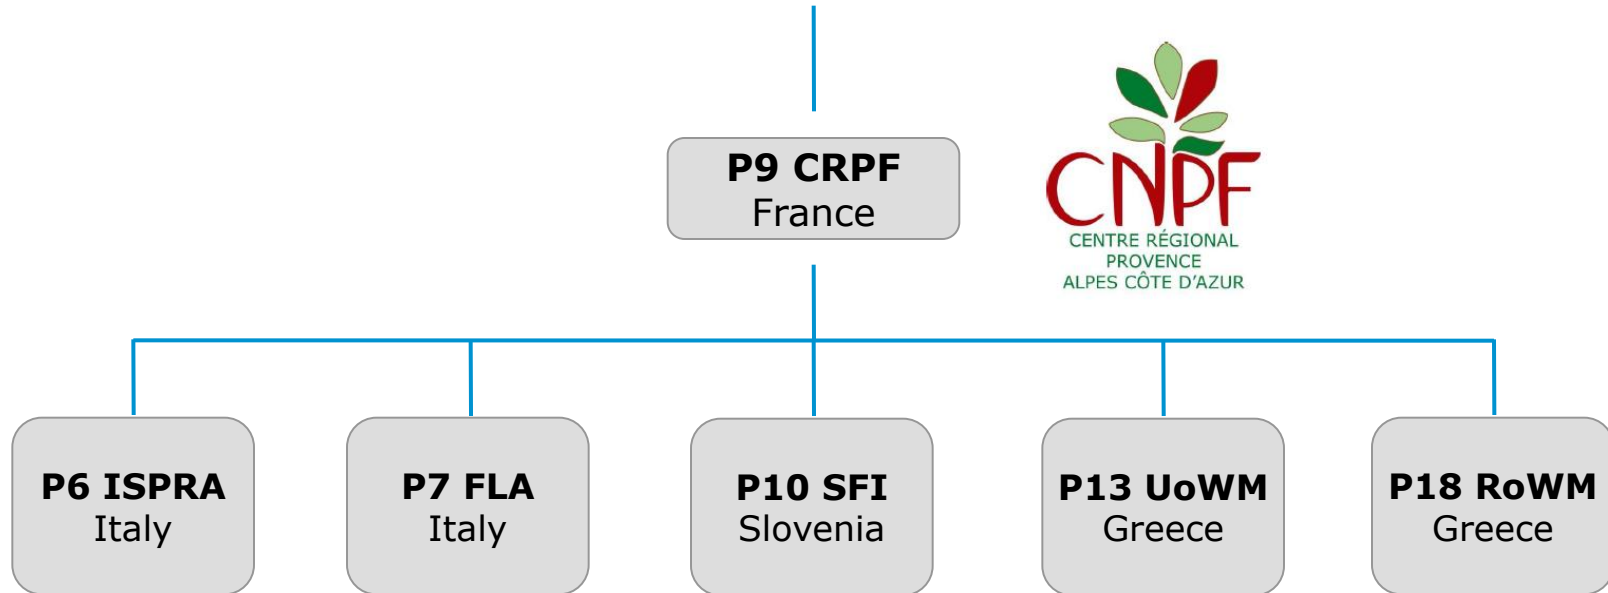 P9 CRPF
France
CNPF
CENTRE RÉGIONAL
PROVENCE
ALPES CÔTE D'AZUR
P6 ISPRA
Italy
P7 FLA
Italy
P10 SFI
Slovenia
P13 UoWM
Greece
P18 RoWM
Greece